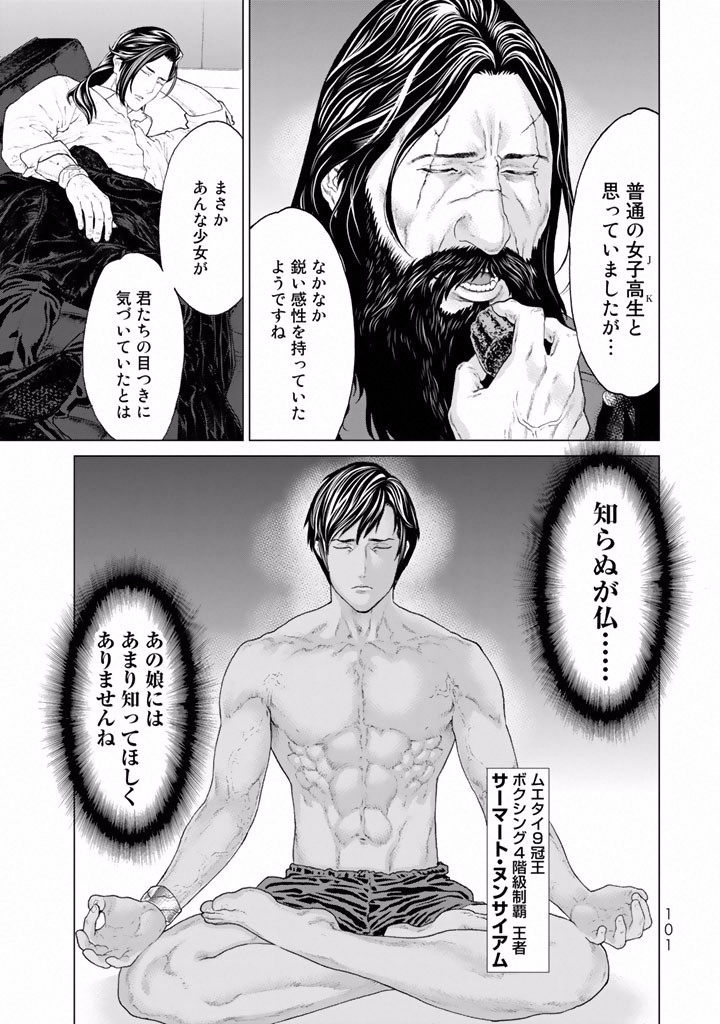 普通の女子高生と
JK
思っていましたが…
なかなか
鋭い感性を持っていた
ようですね
まさか
あんな少女が
君たちの目つきに
気づいていたとは
知らぬが仏……
ムエタイ9冠王
ボクシング4階級制覇 王者
サーマート・ヌンサイアム
あの娘には
あまり知ってほしく
ありませんね
101